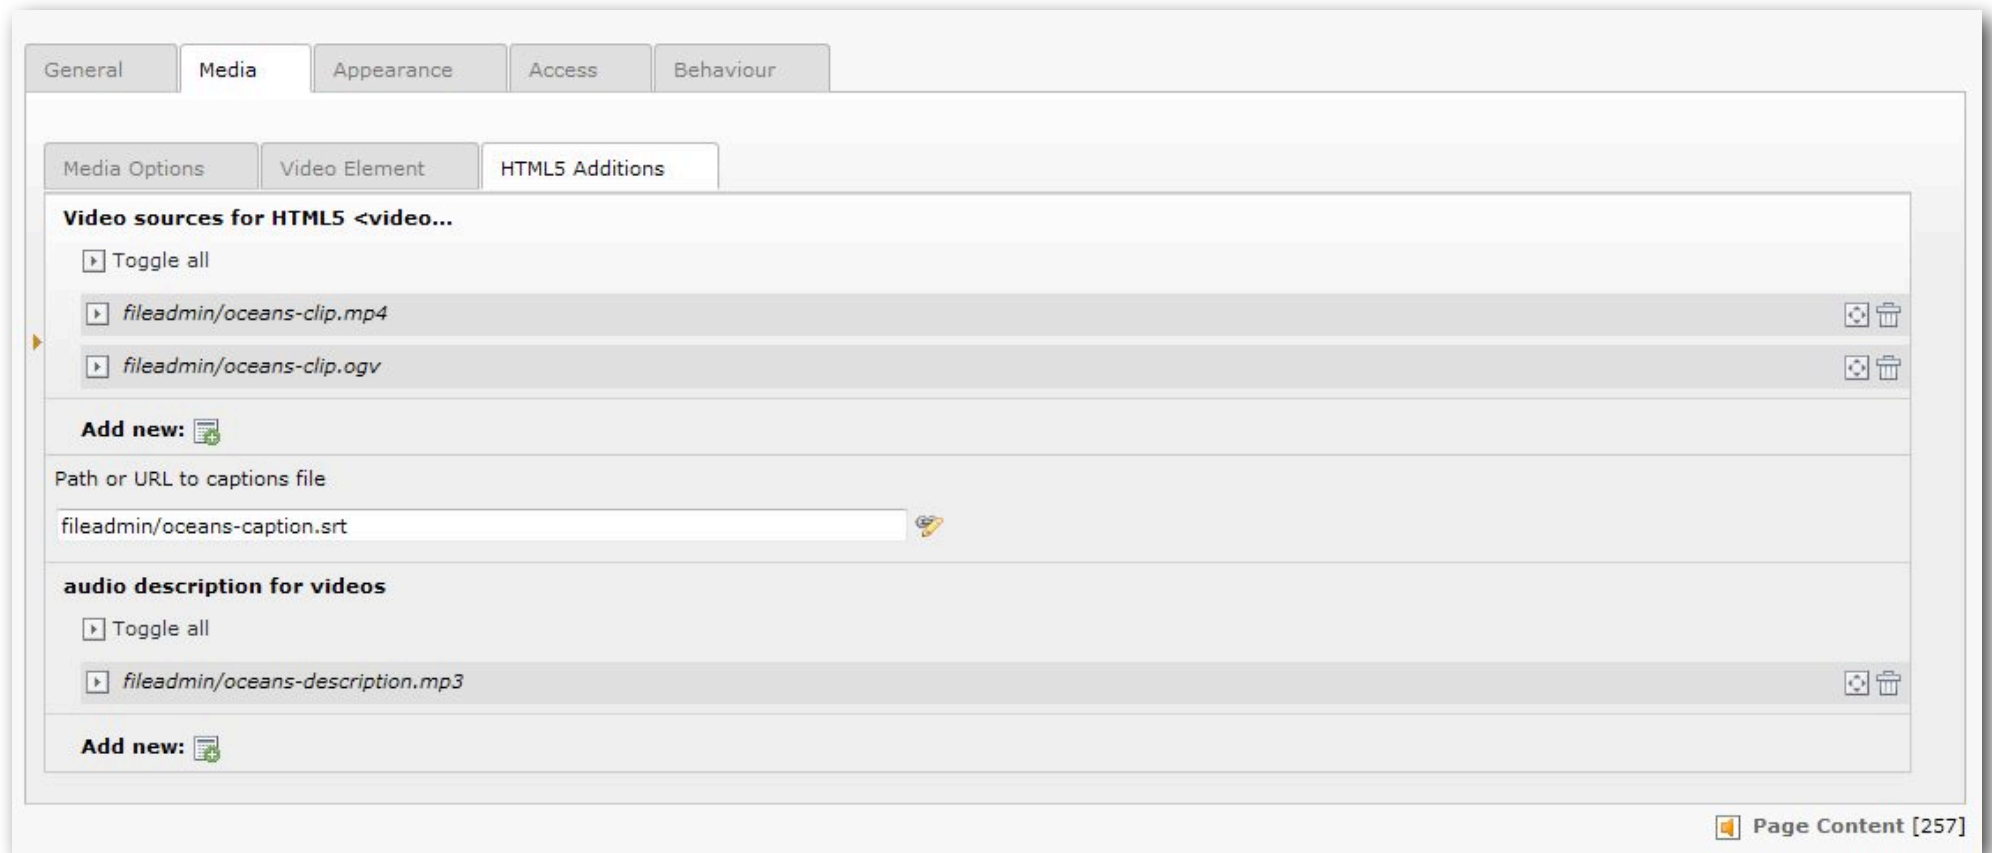 General Media Appearance Access Behaviour
Media Options Video Element HTML5 Additions
Video sources for HTML5 <video...
Toggle all
fileadmin/oceans-clip.mp4
fileadmin/oceans-clip.ogv
Add new:
Path or URL to captions file
fileadmin/oceans-caption.srt
audio description for videos
Toggle all
fileadmin/oceans-description.mp3
Add new:
Page Content [257]